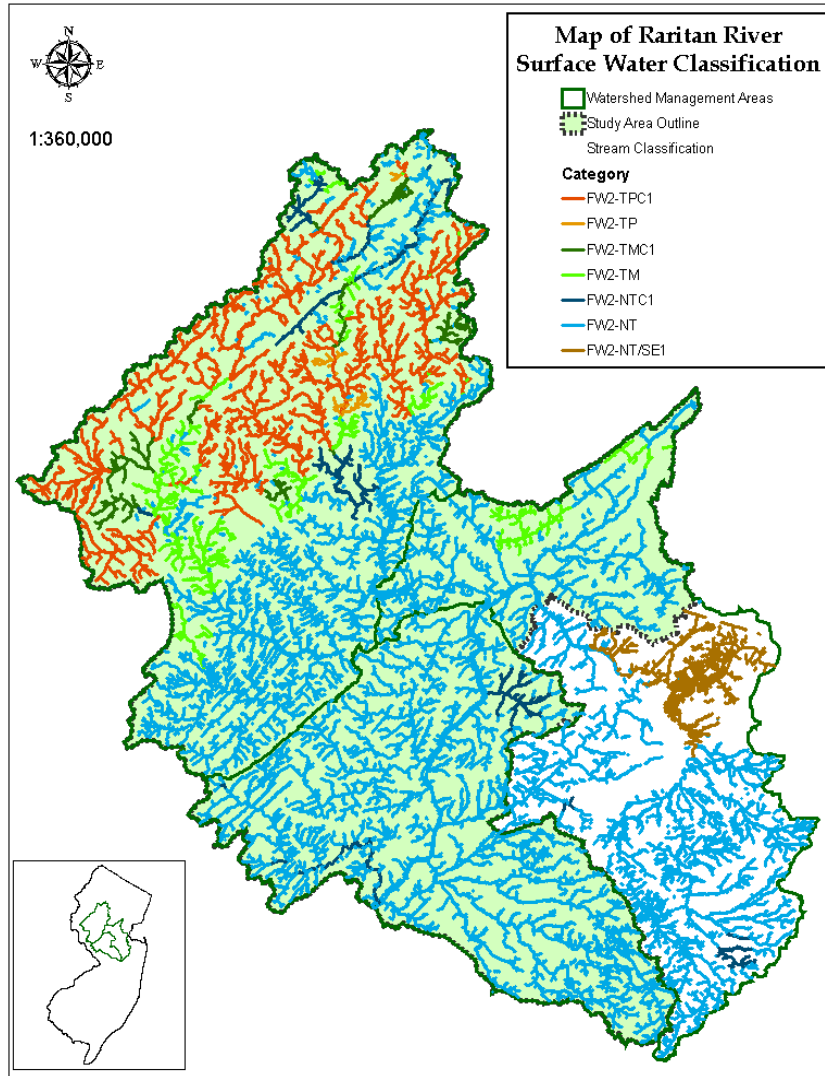 Map of Raritan River
Surface Water Classification
Watershed Management Areas
Study Area Outline
Stream Classification
Category
FW2-TPC1
FW2-TP
FW2-TMC1
FW2-TM
FW2-NTC1
FW2-NT
FW2-NT/SE1
N
W E
S
1:360,000